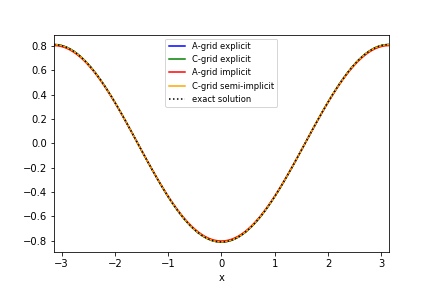 0.8
0.6
0.4
0.2
0.0
−0.2
−0.4
−0.6
−0.8
A-grid explicit
C-grid explicit
A-grid implicit
C-grid semi-implicit
exact solution
−3 −2 −1 0 1 2 3
x